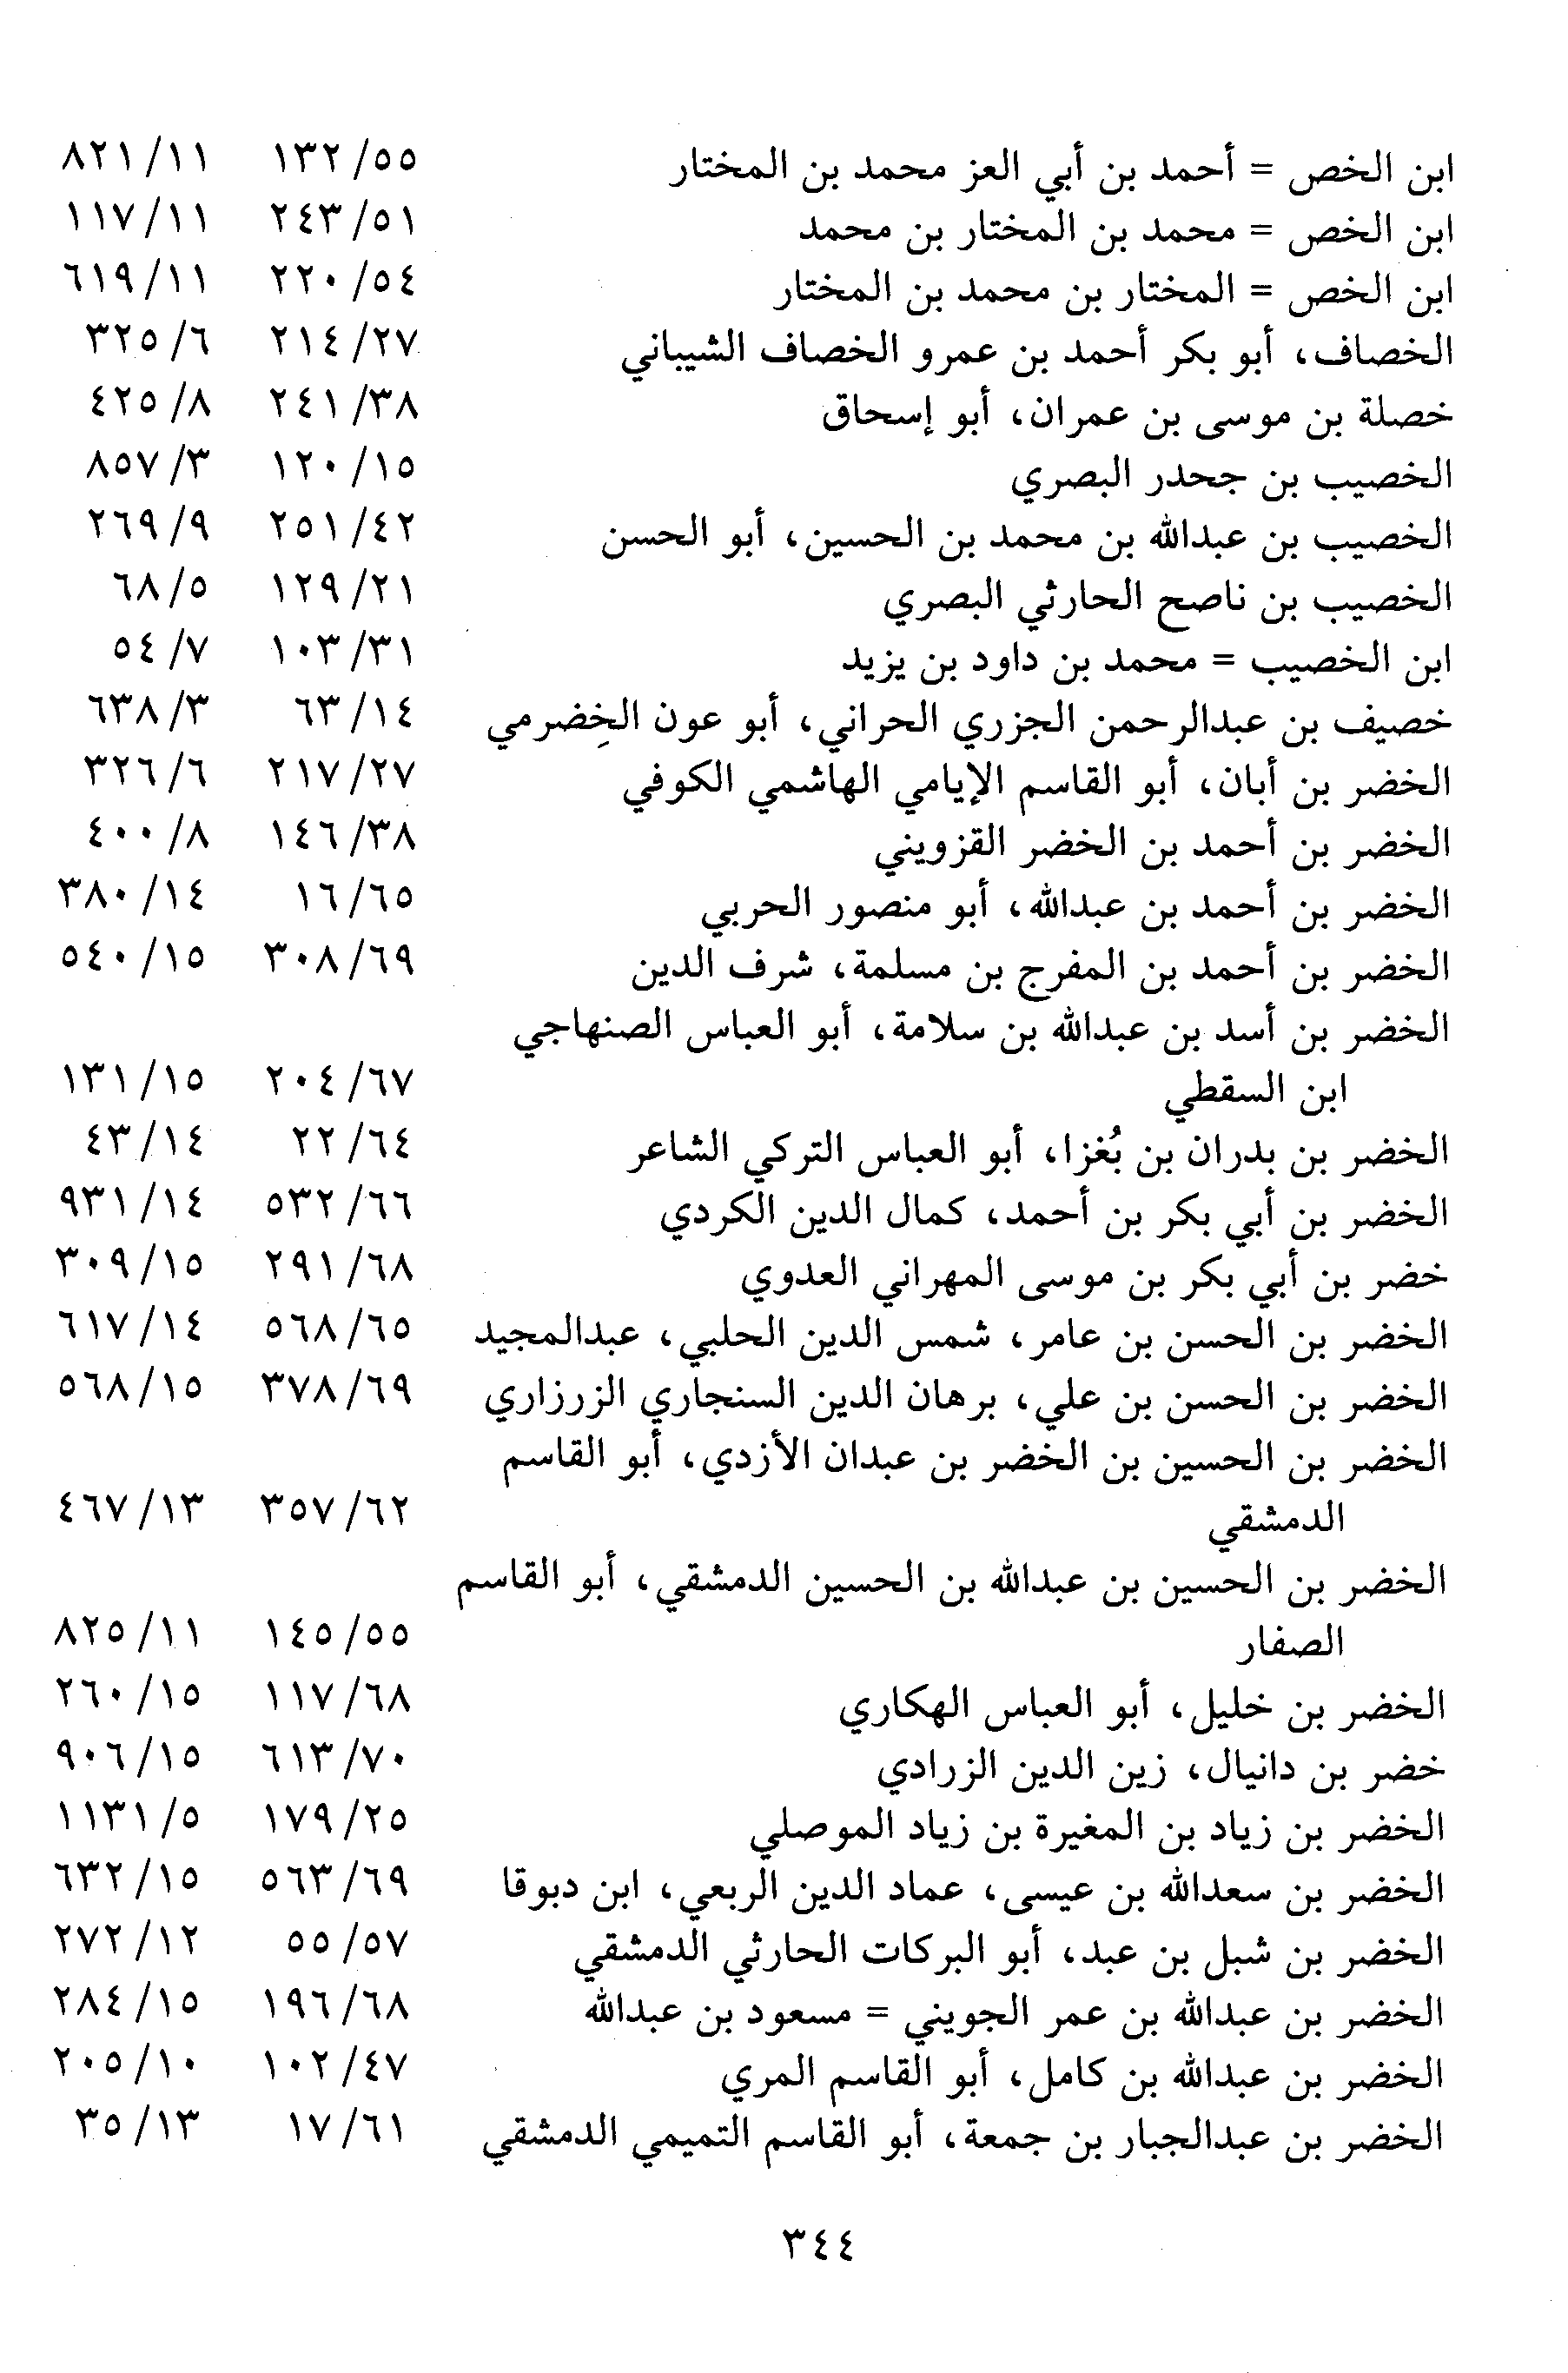 ابن الخص = أحمد بن أبي العز محمد بن المختار ٥٥/ ١٣٢ ١١/ ٨٢١
ابن الخص = محمد بن المختار بن محمد ٥١/ ٢٤٣ ١١/ ١١٧
ابن الخص = المختار بن محمد بن المختار ٥٤/ ٢٢٠ ١١/ ٦١٩
الخصاف، أبو بكر أحمد بن عمرو الخصاف الشيباني ٢٧/ ٢١٤ ٦/ ٣٢٥
خصلة بن موسى بن عمران، أبو إسحاق ٣٨/ ٢٤١ ٨/ ٤٢٥
الخصيب بن جحدر البصري ١٥/ ١٢٠ ٣/ ٨٥٧
الخصيب بن عبدالله بن محمد بن الحسين، أبو الحسن ٤٢/ ٢٥١ ٩/ ٢٦٩
الخصيب بن ناصح الحارثي البصري ٢١/ ١٢٩ ٥/ ٦٨
ابن الخصيب = محمد بن داود بن يزيد ٣١/ ١٠٣ ٧/ ٥٤
خصيف بن عبدالرحمن الجزري الحراني، أبو عون الخِضرمي ١٤/ ٦٣ ٣/ ٦٣٨
الخضر بن أبان، أبو القاسم الإيامي الهاشمي الكوفي ٢٧/ ٢١٧ ٦/ ٣٢٦
الخضر بن أحمد بن الخضر القزويني ٣٨/ ١٤٦ ٨/ ٤٠٠
الخضر بن أحمد بن عبدالله، أبو منصور الحربي ٦٥/ ١٦ ١٤/ ٣٨٠
الخضر بن أحمد بن المفرج بن مسلمة، شرف الدين ٦٩/ ٣٠٨ ١٥/ ٥٤٠
الخضر بن أسد بن عبدالله بن سلامة، أبو العباس الصنهاجي
ابن السقطي ٦٧/ ٢٠٤ ١٥/ ١٣١
الخضر بن بدران بن بُغزا، أبو العباس التركي الشاعر ٦٤/ ٢٢ ١٤/ ٤٣
الخضر بن أبي بكر بن أحمد، كمال الدين الكردي ٦٦/ ٥٣٢ ١٤/ ٩٣١
خضر بن أبي بكر بن موسى المهراني العدوي ٦٨/ ٢٩١ ١٥/ ٣٠٩
الخضر بن الحسن بن عامر، شمس الدين الحلبي، عبدالمجيد ٦٥/ ٥٦٨ ١٤/ ٦١٧
الخضر بن الحسن بن علي، برهان الدين السنجاري الزرزاري ٦٩/ ٣٧٨ ١٥/ ٥٦٨
الخضر بن الحسين بن الخضر بن عبدان الأزدي، أبو القاسم
الدمشقي ٦٢/ ٣٥٧ ١٣/ ٤٦٧
الخضر بن الحسين بن عبدالله بن الحسين الدمشقي، أبو القاسم
الصفار ٥٥/ ١٤٥ ١١/ ٨٢٥
الخضر بن خليل، أبو العباس الهكاري ٦٨/ ١١٧ ١٥/ ٢٦٠
خضر بن دانيال، زين الدين الزرادي ٧٠/ ٦١٣ ١٥/ ٩٠٦
الخضر بن زياد بن المغيرة بن زياد الموصلي ٢٥/ ١٧٩ ٥/ ١١٣١
الخضر بن سعدالله بن عيسى، عماد الدين الربعي، ابن دبوقا ٦٩/ ٥٦٣ ١٥/ ٦٣٢
الخضر بن شبل بن عبد، أبو البركات الحارثي الدمشقي ٥٧/ ٥٥ ١٢/ ٢٧٢
الخضر بن عبدالله بن عمر الجويني = مسعود بن عبدالله ٦٨/ ١٩٦ ١٥/ ٢٨٤
الخضر بن عبدالله بن كامل، أبو القاسم المري ٤٧/ ١٠٢ ١٠/ ٢٠٥
الخضر بن عبدالجبار بن جمعة، أبو القاسم التميمي الدمشقي ٦١/ ١٧ ١٣/ ٣٥
٣٤٤